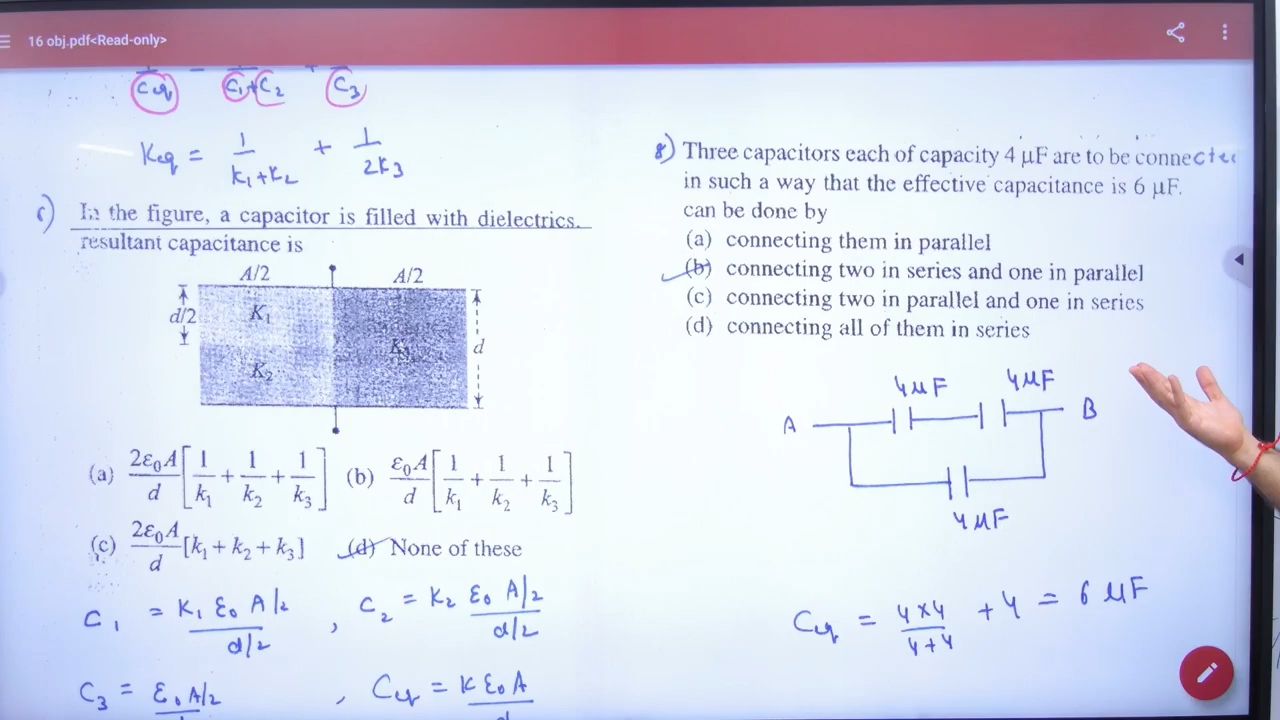 16 obj.pdf<Read-only>
Ceq C1+C2 + C3
Keq = 1/K1+K2 + 1/2K3
In the figure, a capacitor is filled with dielectrics.
resultant capacitance is
A/2 A/2
d/2 K1
d
K2
(a) 2ε0A/d [1/k1 + 1/k2 + 1/k3] (b) ε0A/d [1/k1 + 1/k2 + 1/k3]
(c) 2ε0A/d [k1 + k2 + k3] (d) None of these
C1 = K1 ε0 A/2 / d/2 , C2 = K2 ε0 A/2 / d/2
C3 = ε0 A/2 , Ceq = K ε0 A / d
8) Three capacitors each of capacity 4 μF are to be connected
in such a way that the effective capacitance is 6 μF.
can be done by
(a) connecting them in parallel
(b) connecting two in series and one in parallel
(c) connecting two in parallel and one in series
(d) connecting all of them in series
4μF 4μF
A B
4μF
Ceq = 4×4/4+4 + 4 = 6 μF